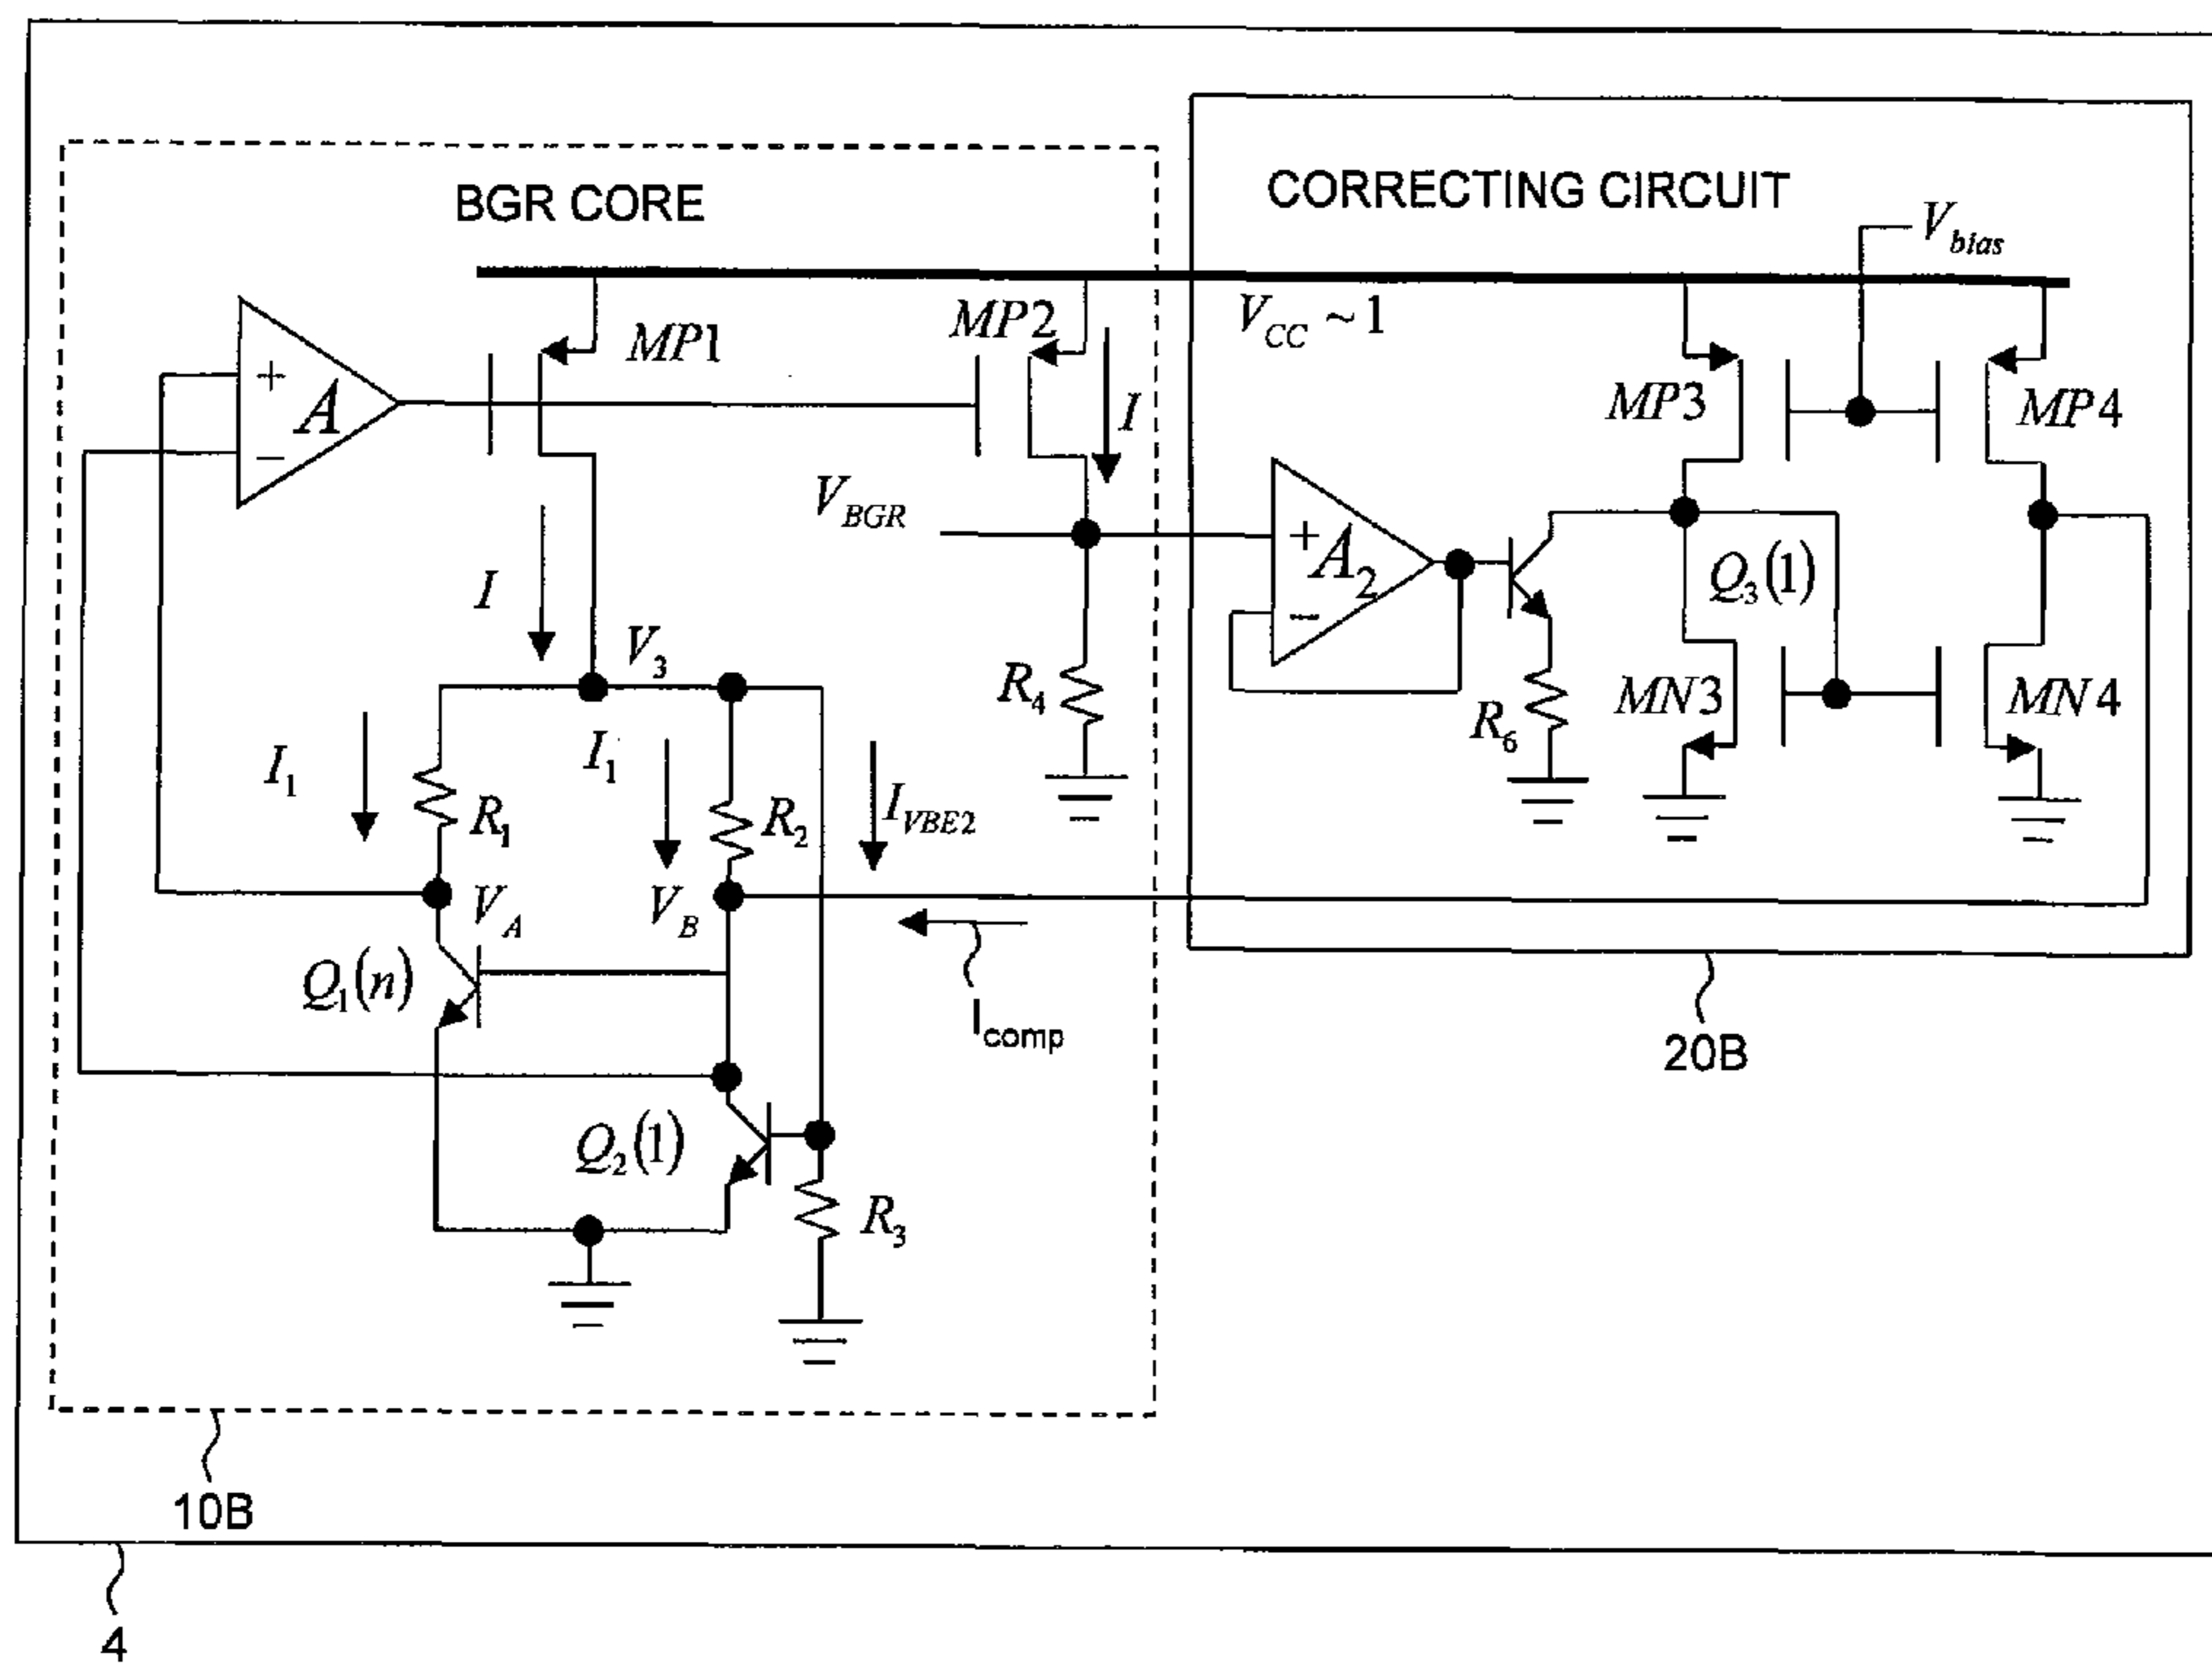 BGR CORE
CORRECTING CIRCUIT
V_bias
V_CC ~1
MP1
MP2
MP3
MP4
+
A
−
I
V_BGR
+
A_2
−
Q_3(1)
I
V_3
R_4
R_6
MN3
MN4
I_1
I_1
R_1
R_2
I_VBE2
V_A
V_B
Q_1(n)
I_comp
20B
Q_2(1)
R_3
10B
4